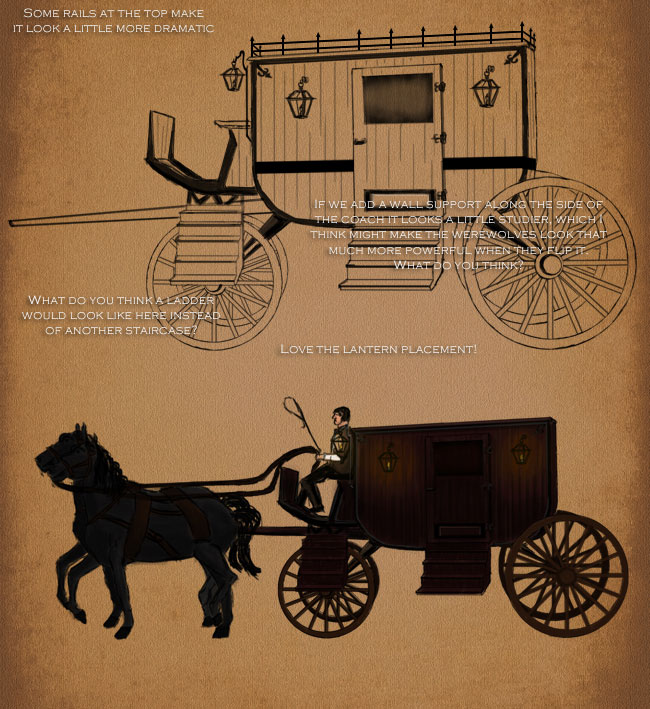 Some rails at the top make
it look a little more dramatic
If we add a wall support along the side of
the coach it looks a little studier, which I
think might make the werewolves look that
much more powerful when they flip it.
What do you think?
What do you think a ladder
would look like here instead
of another staircase?
Love the lantern placement!